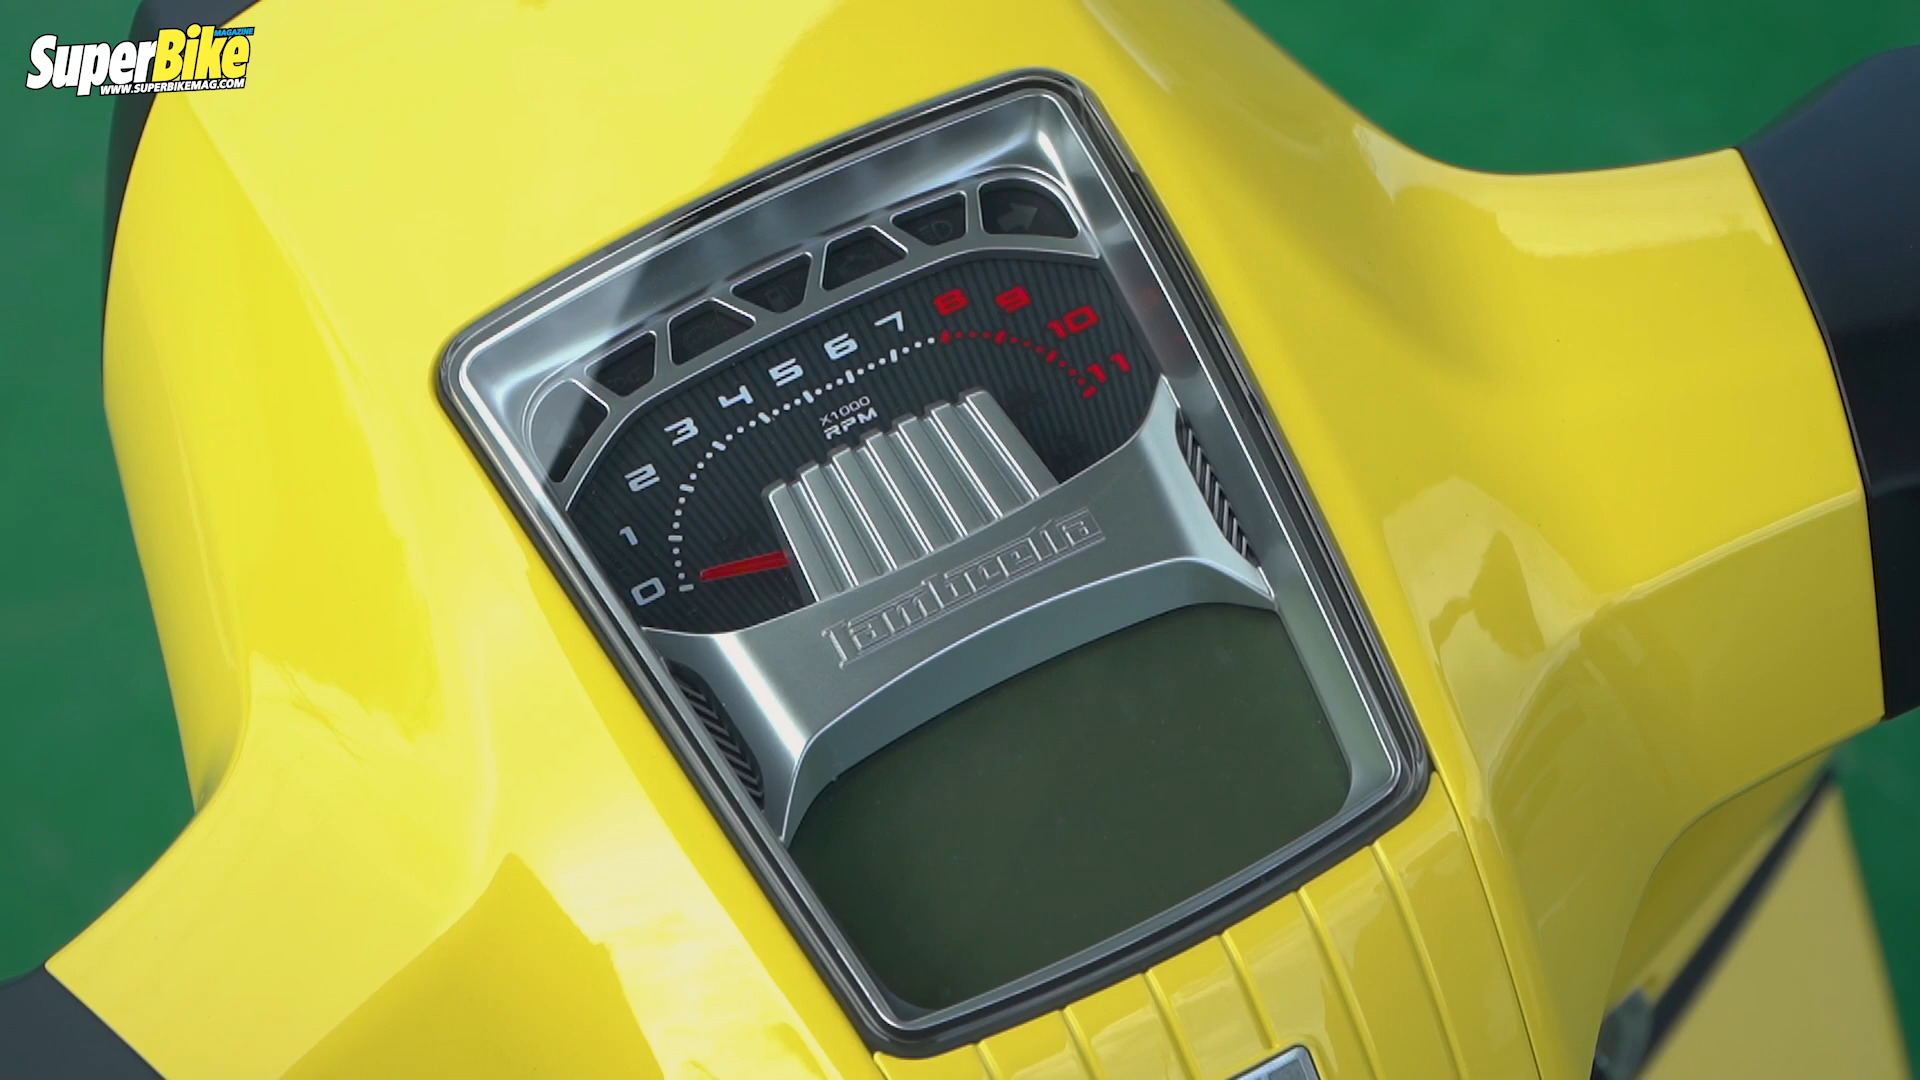 SuperBike
MAGAZINE
WWW.SUPERBIKEMAG.COM
0 1 2 3 4 5 6 7 8 9 10 11
X1000
RPM
Lambretta